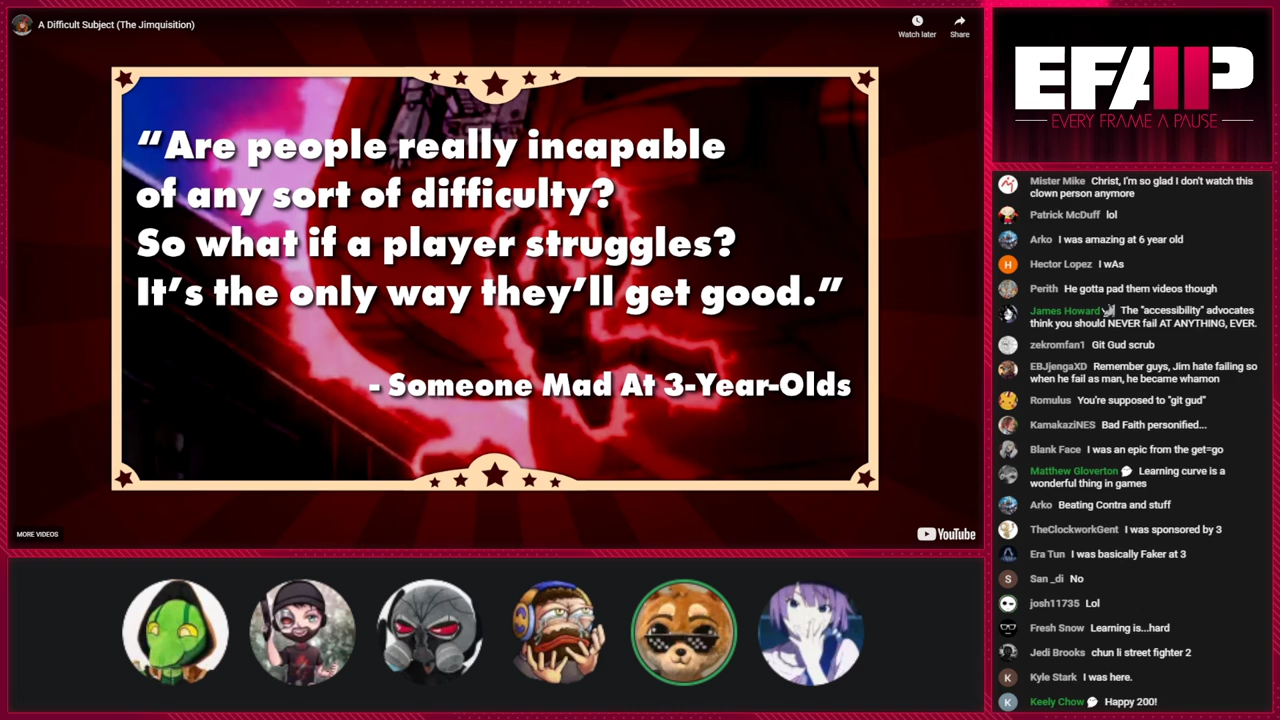 A Difficult Subject (The Jimquisition)
Watch later
Share
“Are people really incapable
of any sort of difficulty?
So what if a player struggles?
It’s the only way they’ll get good.”
- Someone Mad At 3-Year-Olds
MORE VIDEOS
YouTube
EFAP
EVERY FRAME A PAUSE
Mister Mike Christ, I'm so glad I don't watch this
clown person anymore
Patrick McDuff lol
Arko I was amazing at 6 year old
H
Hector Lopez I wAs
Perith He gotta pad them videos though
James Howard The "accessibility" advocates
think you should NEVER fail AT ANYTHING, EVER.
zekromfan1 Git Gud scrub
EBJjengaXD Remember guys, Jim hate failing so
when he fail as man, he became whamon
Romulus You're supposed to "git gud"
KamakaziNES Bad Faith personified...
Blank Face I was an epic from the get=go
Matthew Gloverton Learning curve is a
wonderful thing in games
Arko Beating Contra and stuff
TheClockworkGent I was sponsored by 3
Era Tun I was basically Faker at 3
S
San _di No
josh11735 Lol
Fresh Snow Learning is...hard
Jedi Brooks chun li street fighter 2
K
Kyle Stark I was here.
K
Keely Chow Happy 200!